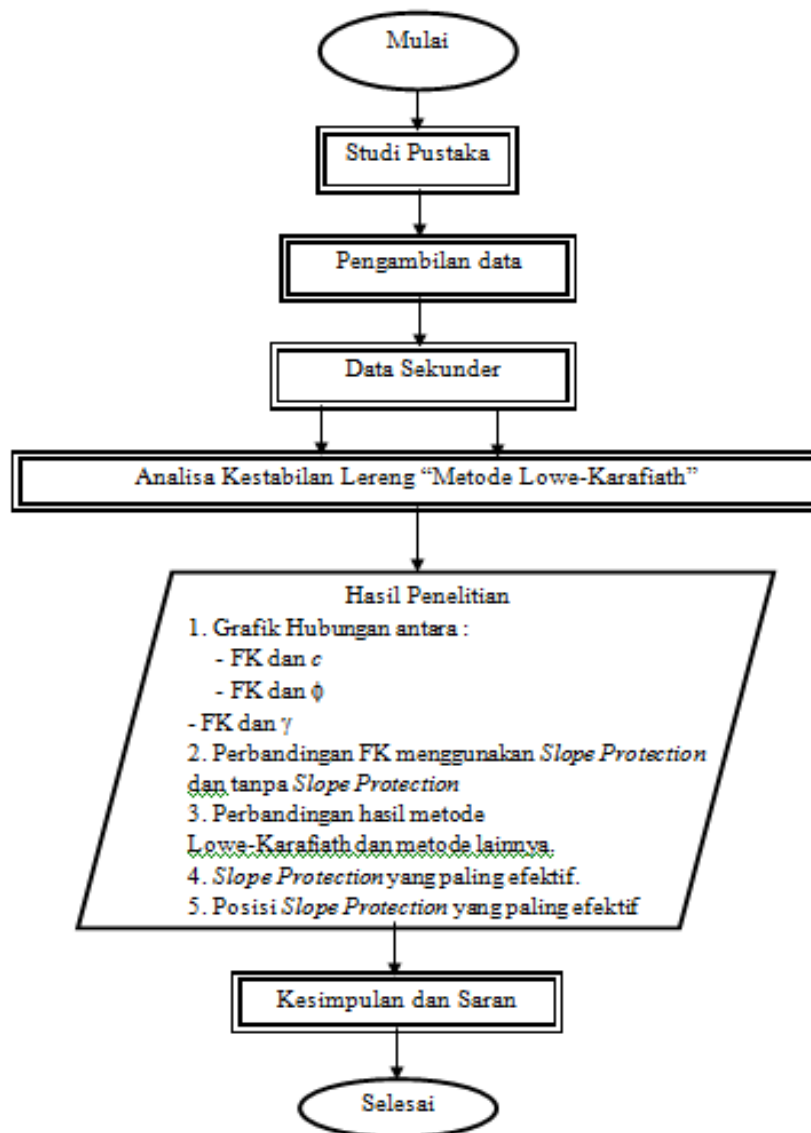 Mulai
Studi Pustaka
Pengambilan data
Data Sekunder
Analisa Kestabilan Lereng “Metode Lowe-Karafiath”
Hasil Penelitian
1. Grafik Hubungan antara :
- FK dan c
- FK dan ϕ
- FK dan γ
2. Perbandingan FK menggunakan Slope Protection
dan tanpa Slope Protection
3. Perbandingan hasil metode
Lowe-Karafiath dan metode lainnya.
4. Slope Protection yang paling efektif.
5. Posisi Slope Protection yang paling efektif
Kesimpulan dan Saran
Selesai